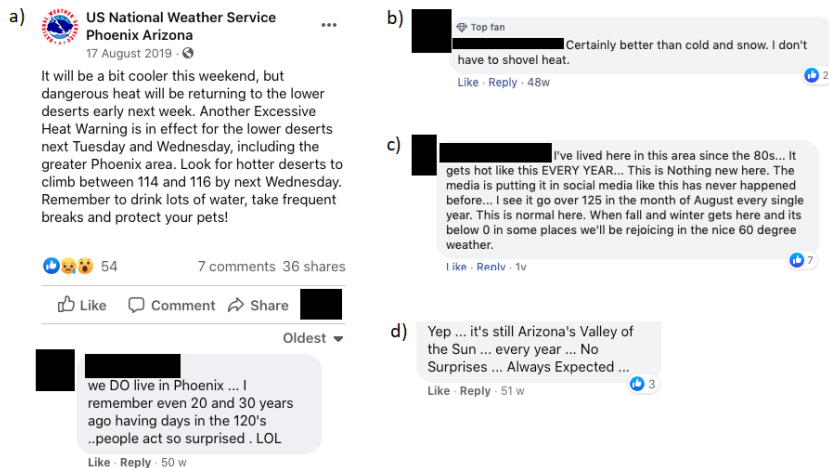 a)
US National Weather Service
Phoenix Arizona
17 August 2019 ·
It will be a bit cooler this weekend, but
dangerous heat will be returning to the lower
deserts early next week. Another Excessive
Heat Warning is in effect for the lower deserts
next Tuesday and Wednesday, including the
greater Phoenix area. Look for hotter deserts to
climb between 114 and 116 by next Wednesday.
Remember to drink lots of water, take frequent
breaks and protect your pets!
54 7 comments 36 shares
Like Comment Share
Oldest
we DO live in Phoenix ... I
remember even 20 and 30 years
ago having days in the 120's
..people act so surprised . LOL
Like · Reply · 50 w
b)
Top fan
Certainly better than cold and snow. I don't
have to shovel heat.
2
Like · Reply · 48w
c)
I've lived here in this area since the 80s... It
gets hot like this EVERY YEAR... This is Nothing new here. The
media is putting it in social media like this has never happened
before... I see it go over 125 in the month of August every single
year. This is normal here. When fall and winter gets here and its
below 0 in some places we'll be rejoicing in the nice 60 degree
weather.
7
Like · Reply · 1y
d)
Yep ... it's still Arizona's Valley of
the Sun ... every year ... No
Surprises ... Always Expected ...
3
Like · Reply · 51 w